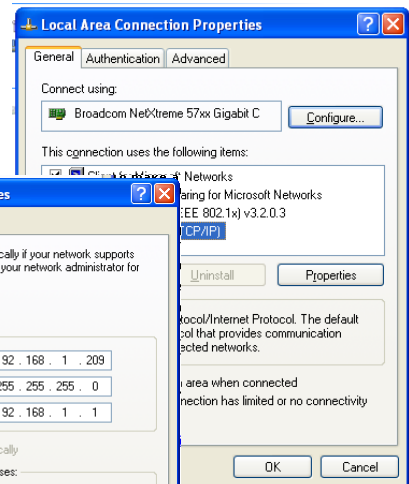 Local Area Connection Properties
General Authentication Advanced
Connect using:
Broadcom NetXtreme 57xx Gigabit C
Configure...
This connection uses the following items:
Networks
aring for Microsoft Networks
EEE 802.1x) v3.2.0.3
TCP/IP)
Uninstall Properties
tocol/Internet Protocol. The default
col that provides communication
ected networks.
area when connected
nection has limited or no connectivity
OK Cancel
es
cally if your network supports
your network administrator for
92 . 168 . 1 . 209
255 . 255 . 255 . 0
92 . 168 . 1 . 1
cally
ses: